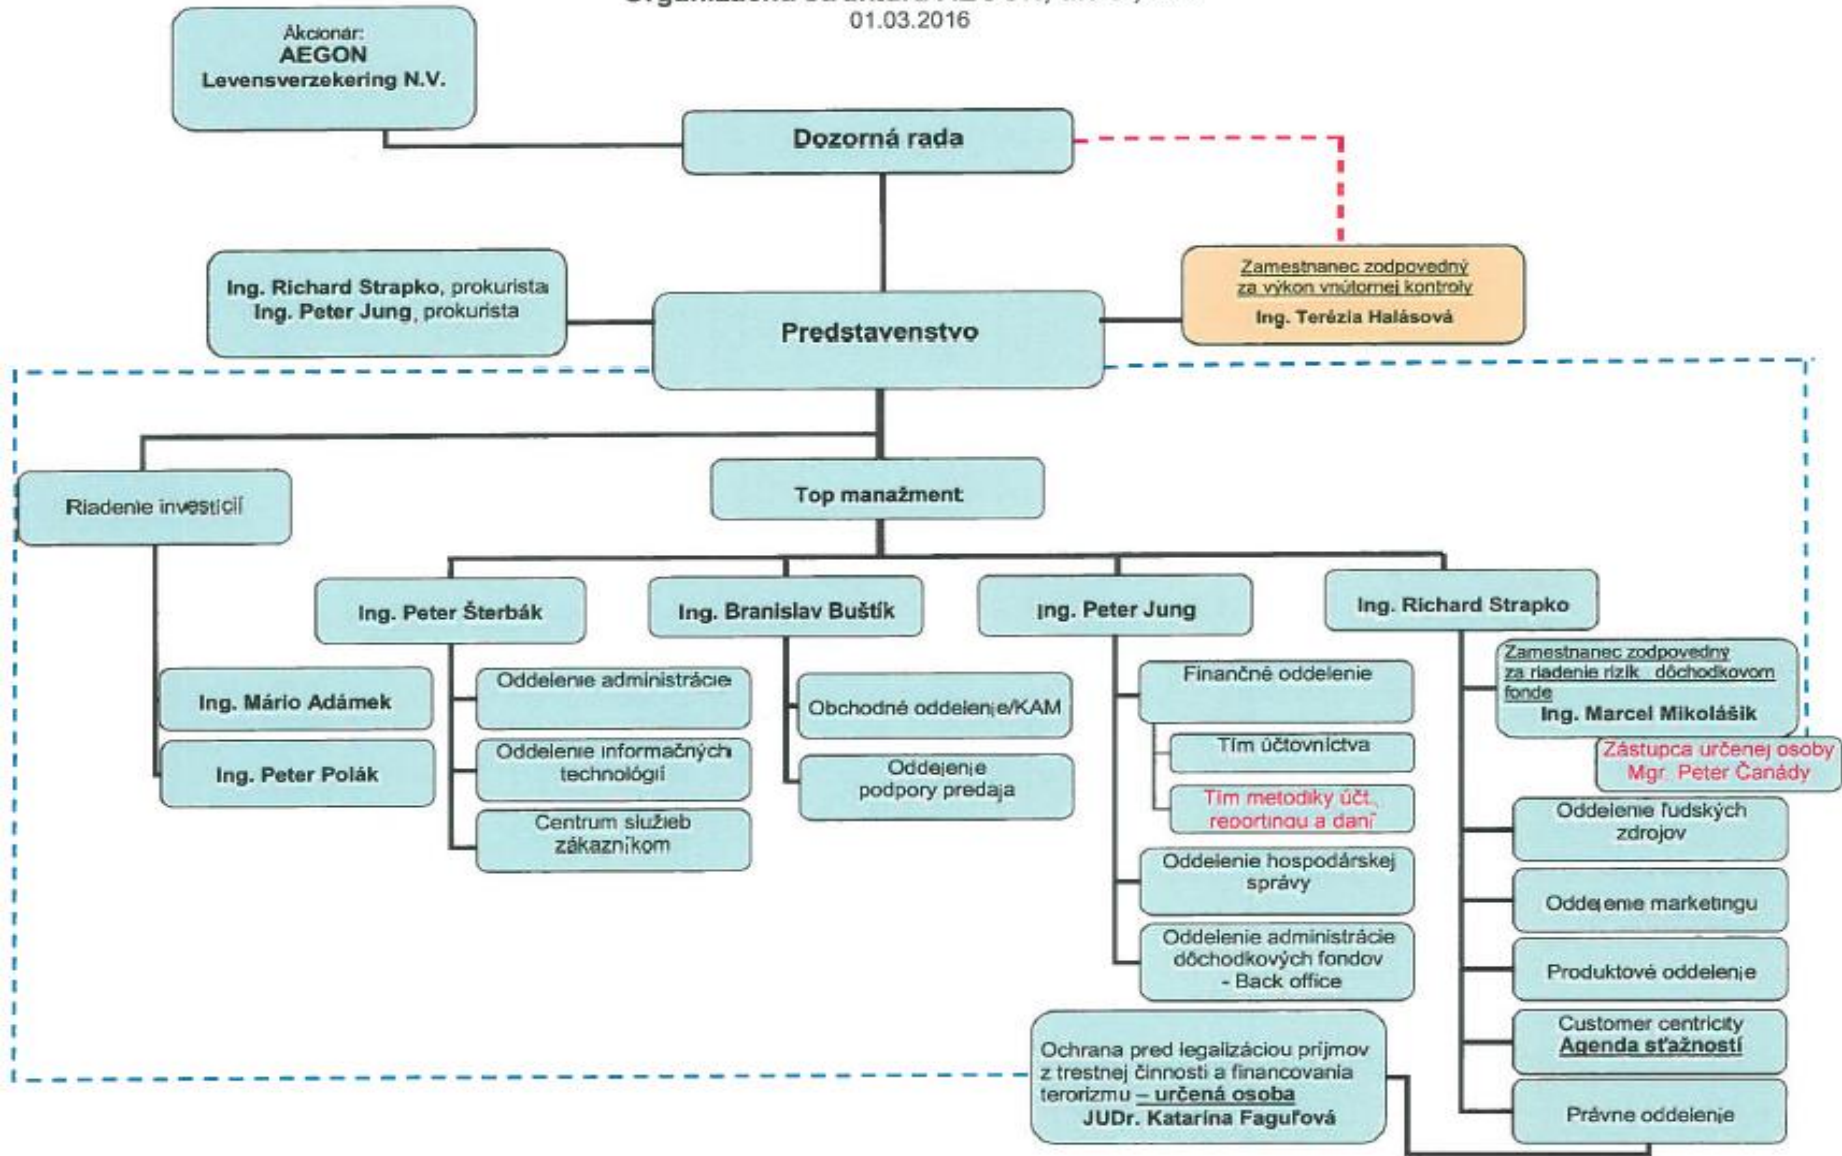 01.03.2016
Akcionár:
AEGON
Levensverzekering N.V.
Dozorná rada
Ing. Richard Strapko, prokurista
Ing. Peter Jung, prokurista
Predstavenstvo
Zamestnanec zodpovedný
za výkon vnútornej kontroly
Ing. Terézia Halásová
Riadenie investícií
Top manažment
Ing. Peter Šterbák
Ing. Branislav Buštík
Ing. Peter Jung
Ing. Richard Strapko
Ing. Mário Adámek
Ing. Peter Polák
Oddelenie administrácie
Oddelenie informačných
technológií
Centrum služieb
zákazníkom
Obchodné oddelenie/KAM
Oddelenie
podpory predaja
Finančné oddelenie
Tím účtovníctva
Tím metodiky účt.,
reportingu a daní
Oddelenie hospodárskej
správy
Oddelenie administrácie
dôchodkových fondov
- Back office
Zamestnanec zodpovedný
za riadenie rizík dôchodkovom
fonde
Ing. Marcel Mikolášik
Zástupca určenej osoby
Mgr. Peter Čanády
Oddelenie ľudských
zdrojov
Oddelenie marketingu
Produktové oddelenie
Customer centricity
Agenda sťažností
Právne oddelenie
Ochrana pred legalizáciou príjmov
z trestnej činnosti a financovania
terorizmu – určená osoba
JUDr. Katarína Faguľová